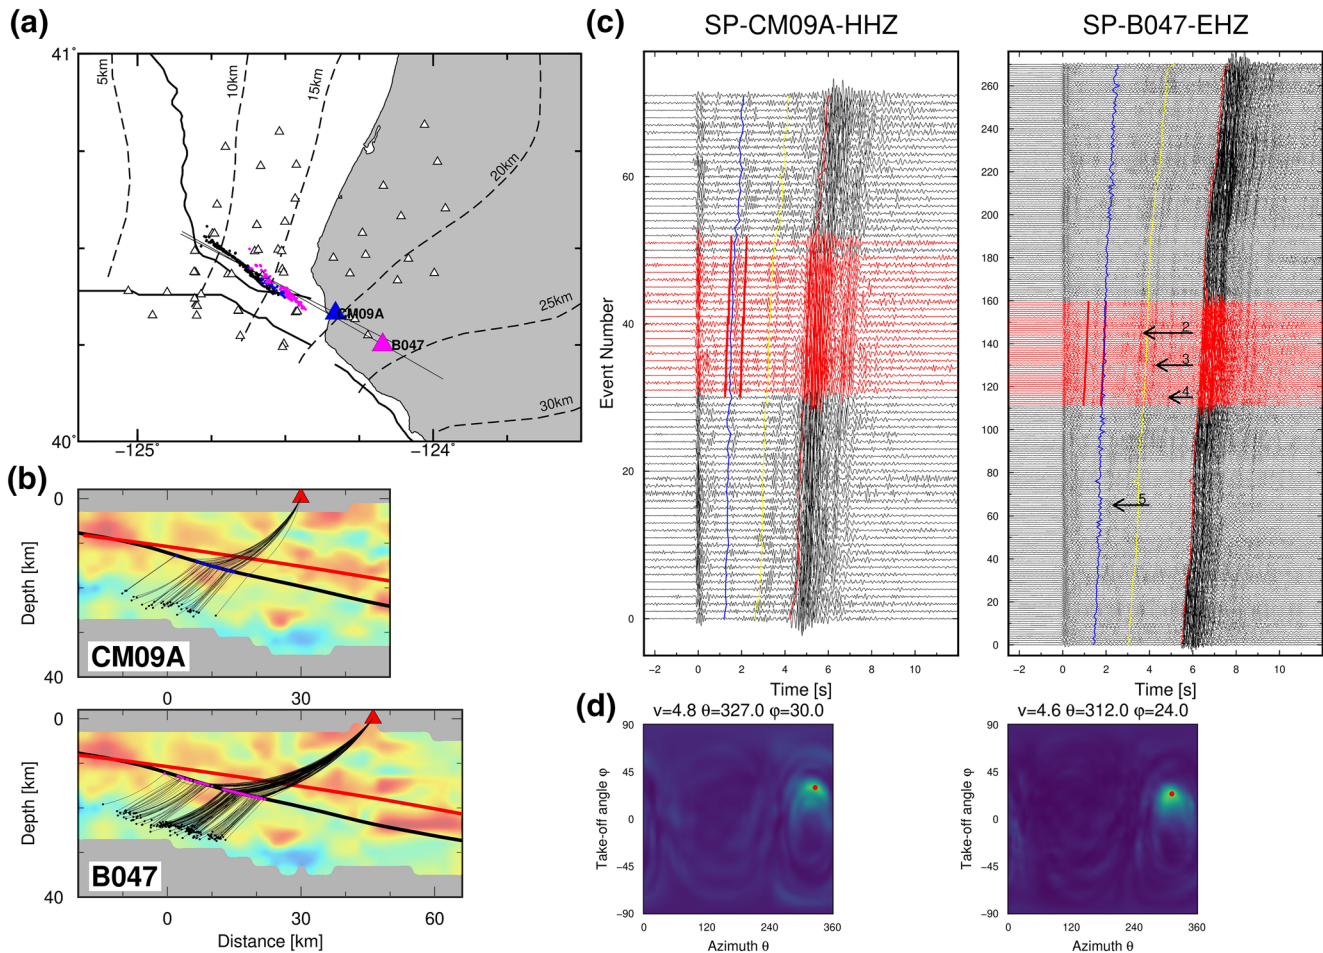 (a)
41°
40°
−125
−124
5km
10km
15km
20km
25km
30km
CM09A
B047
(b)
0
40
Depth [km]
CM09A
0
30
0
40
Depth [km]
B047
0
30
60
Distance [km]
(c)
SP-CM09A-HHZ
Event Number
60
40
20
0
−2
0
2
4
6
8
10
Time [s]
SP-B047-EHZ
260
240
220
200
180
160
140
120
100
80
60
40
20
0
2
3
4
5
−2
0
2
4
6
8
10
Time [s]
(d)
v=4.8 θ=327.0 φ=30.0
Take-off angle φ
90
45
0
−45
−90
0
120
240
360
Azimuth θ
v=4.6 θ=312.0 φ=24.0
Take-off angle φ
90
45
0
−45
−90
0
120
240
360
Azimuth θ